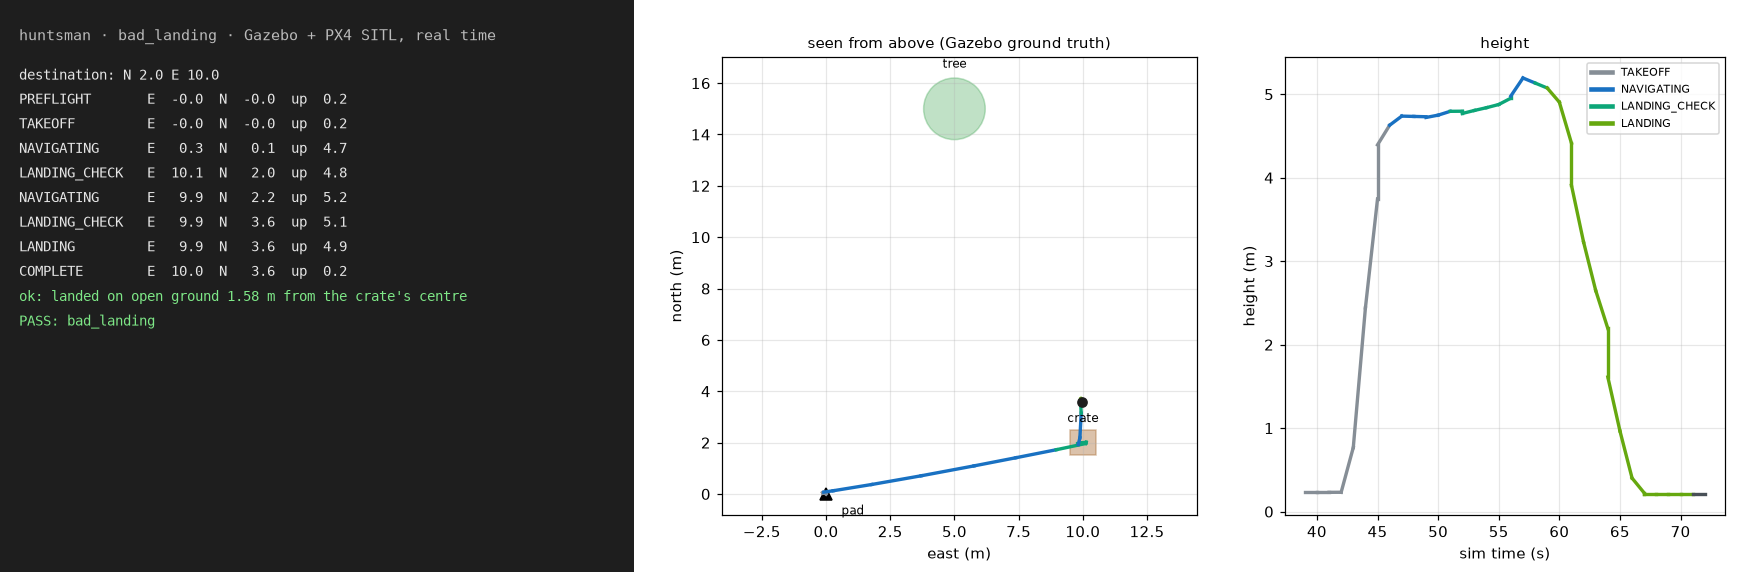 huntsman · bad_landing · Gazebo + PX4 SITL, real time
destination: N 2.0 E 10.0
PREFLIGHT E -0.0 N -0.0 up 0.2
TAKEOFF E -0.0 N -0.0 up 0.2
NAVIGATING E 0.3 N 0.1 up 4.7
LANDING_CHECK E 10.1 N 2.0 up 4.8
NAVIGATING E 9.9 N 2.2 up 5.2
LANDING_CHECK E 9.9 N 3.6 up 5.1
LANDING E 9.9 N 3.6 up 4.9
COMPLETE E 10.0 N 3.6 up 0.2
ok: landed on open ground 1.58 m from the crate's centre
PASS: bad_landing
seen from above (Gazebo ground truth)
tree
16
14
12
10
8
6
4
2
0
north (m)
crate
pad
−2.5 0.0 2.5 5.0 7.5 10.0 12.5
east (m)
height
TAKEOFF
NAVIGATING
LANDING_CHECK
LANDING
5
4
3
2
1
0
height (m)
40 45 50 55 60 65 70
sim time (s)